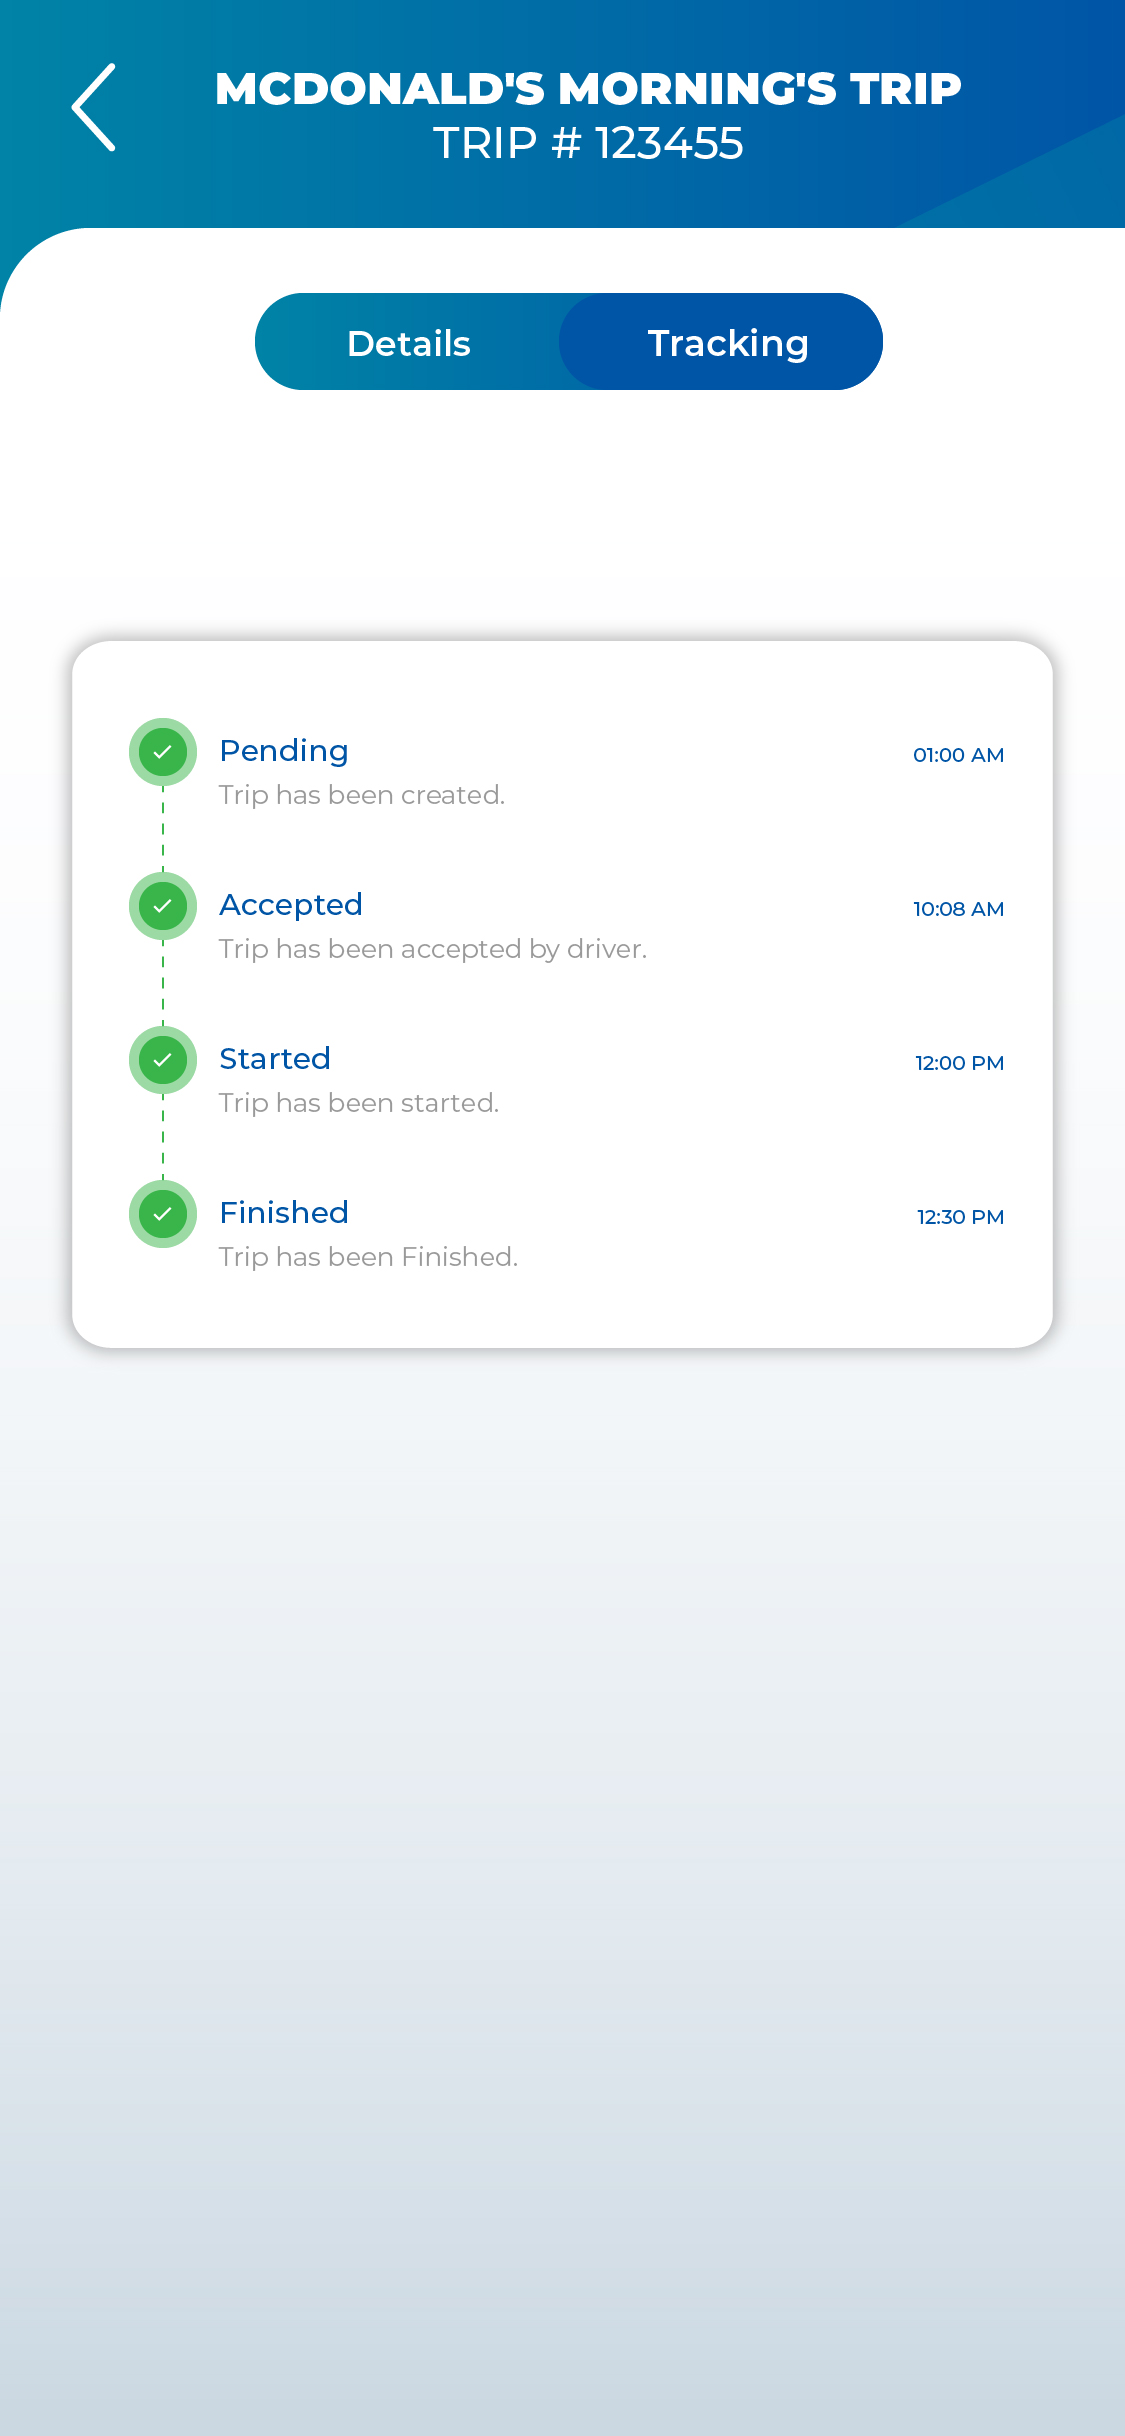 MCDONALD'S MORNING'S TRIP
TRIP # 123455
Details Tracking
Pending 01:00 AM
Trip has been created.
Accepted 10:08 AM
Trip has been accepted by driver.
Started 12:00 PM
Trip has been started.
Finished 12:30 PM
Trip has been Finished.